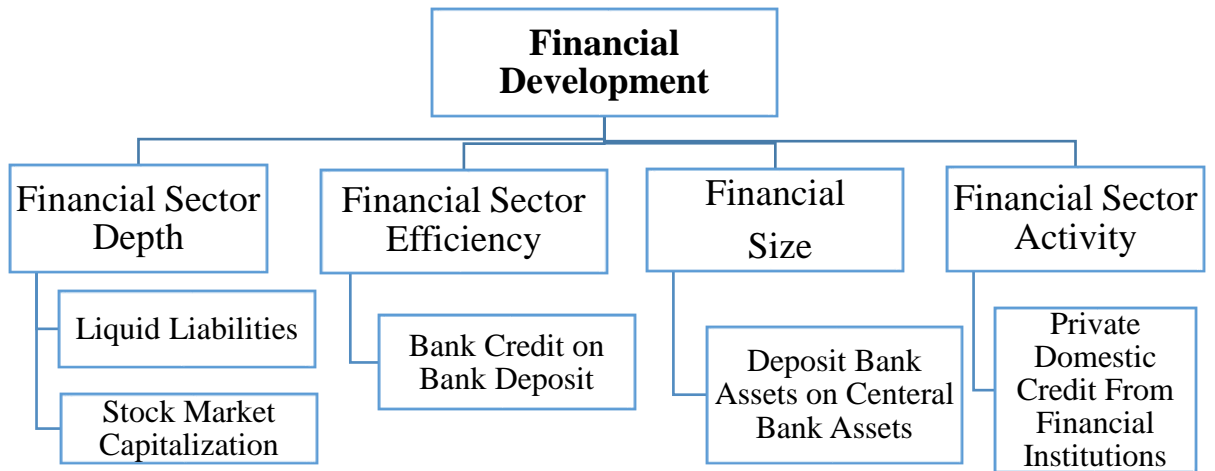 Financial
Development
Financial Sector
Depth
Financial Sector
Efficiency
Financial
Size
Financial Sector
Activity
Liquid Liabilities
Stock Market
Capitalization
Bank Credit on
Bank Deposit
Deposit Bank
Assets on Centeral
Bank Assets
Private
Domestic
Credit From
Financial
Institutions